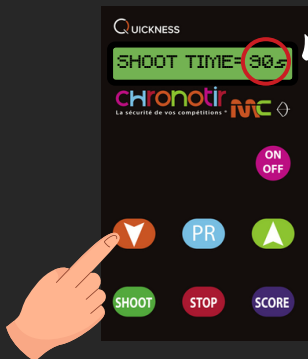 QUICKNESS
SHOOT TIME= 90s
CHRONOTIR
La sécurité de vos compétitions - MC
ON
OFF
PR
SHOOT
STOP
SCORE